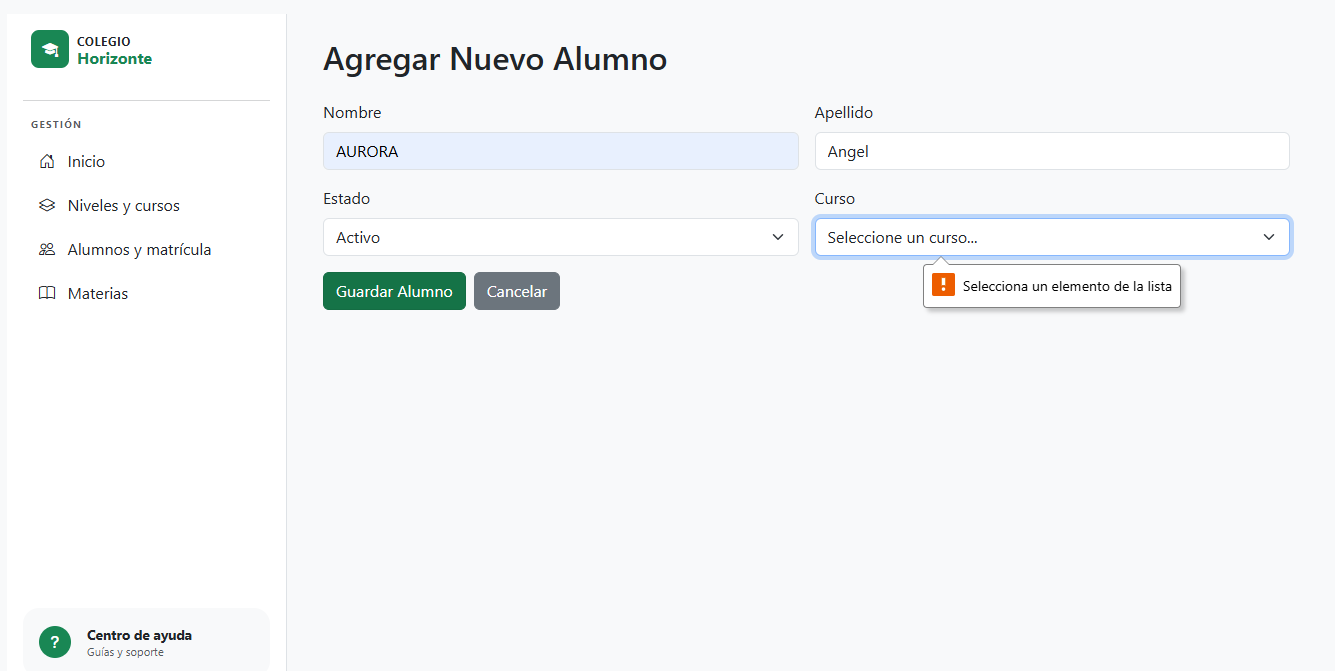 COLEGIO
Horizonte
GESTIÓN
Inicio
Niveles y cursos
Alumnos y matrícula
Materias
?
Centro de ayuda
Guías y soporte
Agregar Nuevo Alumno
Nombre
Apellido
AURORA
Angel
Estado
Curso
Activo
Seleccione un curso...
Guardar Alumno
Cancelar
! Selecciona un elemento de la lista